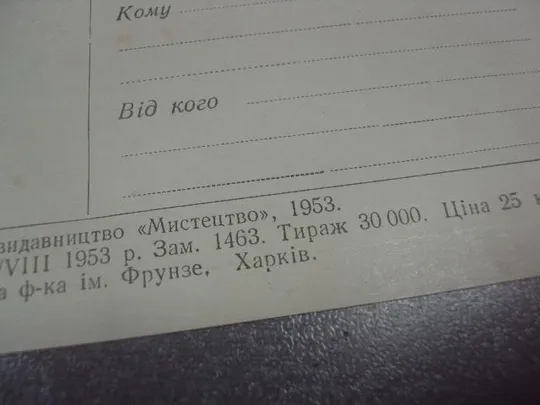 Кому
Від кого
видавництво «Мистецтво», 1953.
/VIII 1953 р. Зам. 1463. Тираж 30 000. Ціна 25 к
а ф-ка ім. Фрунзе, Харків.